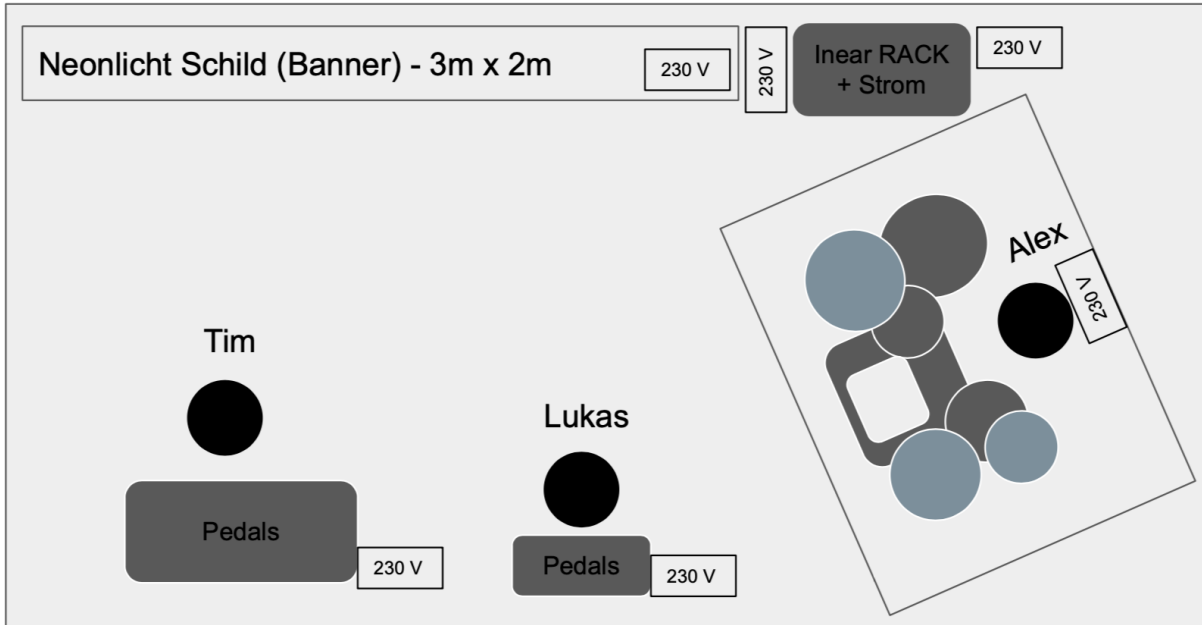 Neonlicht Schild (Banner) - 3m x 2m
230 V
230 V
Inear RACK
+ Strom
230 V
Alex
230 V
Tim
Lukas
Pedals
230 V
Pedals
230 V